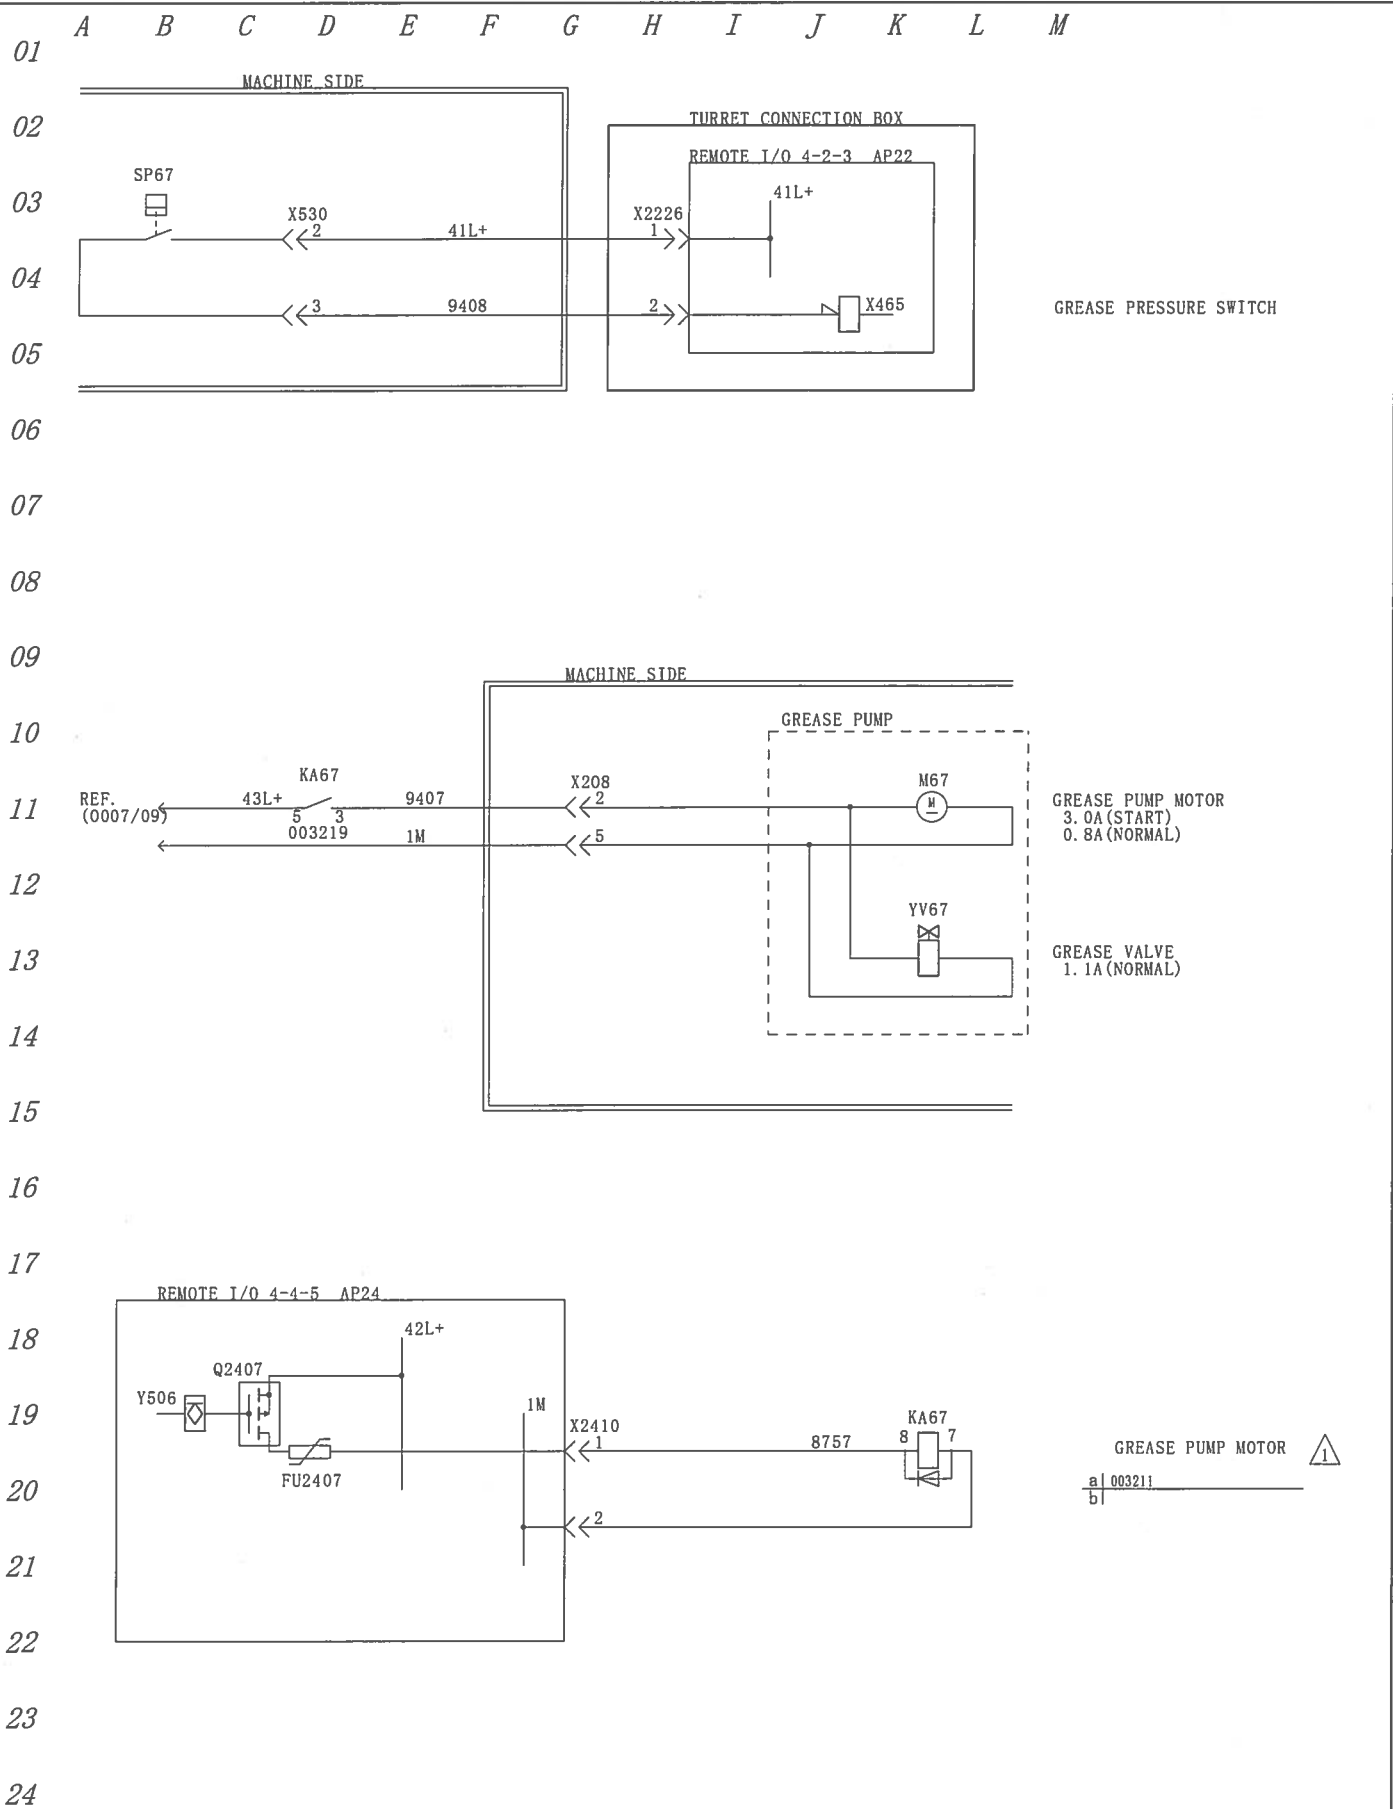 A B C D E F G H I J K L M
01
MACHINE SIDE
02
TURRET CONNECTION BOX
REMOTE I/O 4-2-3 AP22
SP67
03
41L+
X530
X2226
2
41L+
1
04
3
9408
2
X465
GREASE PRESSURE SWITCH
05
06
07
08
09
MACHINE SIDE
10
GREASE PUMP
KA67
X208
M67
REF.
(0007/09)
43L+
9407
2
M
GREASE PUMP MOTOR
11
5 3
3.0A(START)
003219
1M
5
0.8A(NORMAL)
12
YV67
13
GREASE VALVE
1.1A(NORMAL)
14
15
16
17
REMOTE I/O 4-4-5 AP24
18
42L+
Q2407
Y506
1M
19
X2410
KA67
1
8757
8 7
GREASE PUMP MOTOR
1
FU2407
20
a 003211
b
2
21
22
23
24